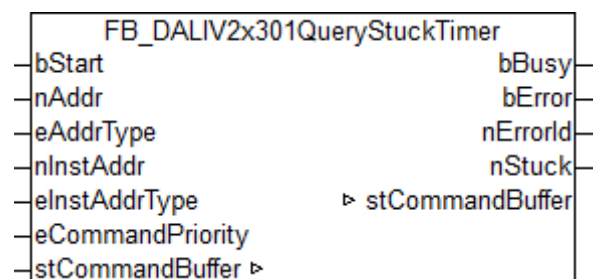 FB_DALIV2x301QueryStuckTimer
bStart bBusy
nAddr bError
eAddrType nErrorId
nInstAddr nStuck
eInstAddrType ▹ stCommandBuffer
eCommandPriority
stCommandBuffer ▹